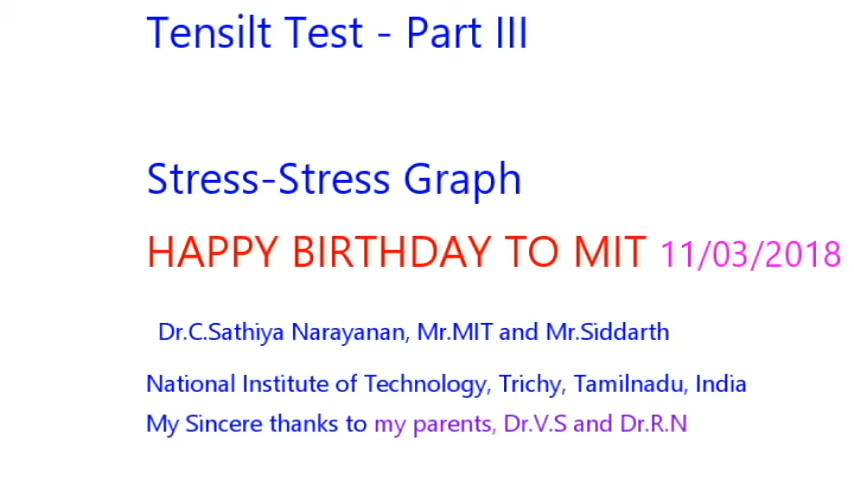 Tensilt Test - Part III
Stress-Stress Graph
HAPPY BIRTHDAY TO MIT 11/03/2018
Dr.C.Sathiya Narayanan, Mr.MIT and Mr.Siddarth
National Institute of Technology, Trichy, Tamilnadu, India
My Sincere thanks to my parents, Dr.V.S and Dr.R.N